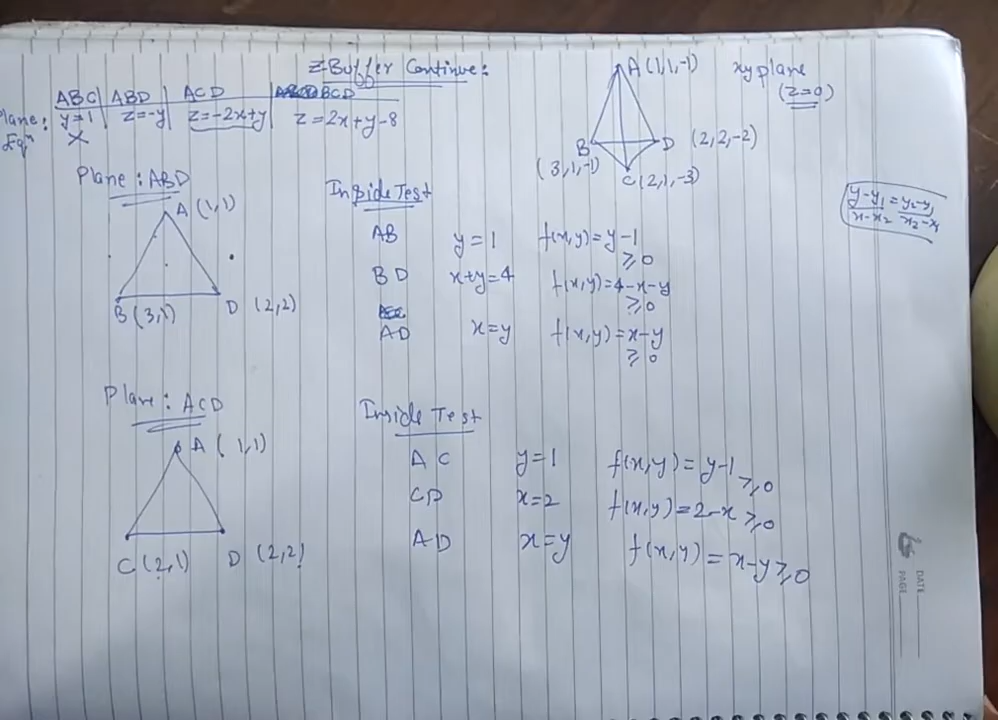 Z-Buffer Continue:
ABC ABD ACD BCD
Plane: y=1 z=-y z=-2x+y z=2x+y-8
Eqn ×
A(1,1,-1)
B
(3,1,-1)
D (2,2,-2)
C(2,1,-3)
xy plane
(z=0)
y-y1/x-x2 = y2-y1/x2-x1
Plane: ABD
A (1,1)
B(3,1) D (2,2)
Inside Test
AB y=1 f(x,y)=y-1
≥0
BD x+y=4 f(x,y)=4-x-y
≥0
AD x=y f(x,y)=x-y
≥0
Plane: ACD
A (1,1)
C(2,1) D (2,2)
Inside Test
AC y=1 f(x,y)=y-1≥0
CD x=2 f(x,y)=2-x≥0
AD x=y f(x,y)=x-y≥0
DATE
PAGE